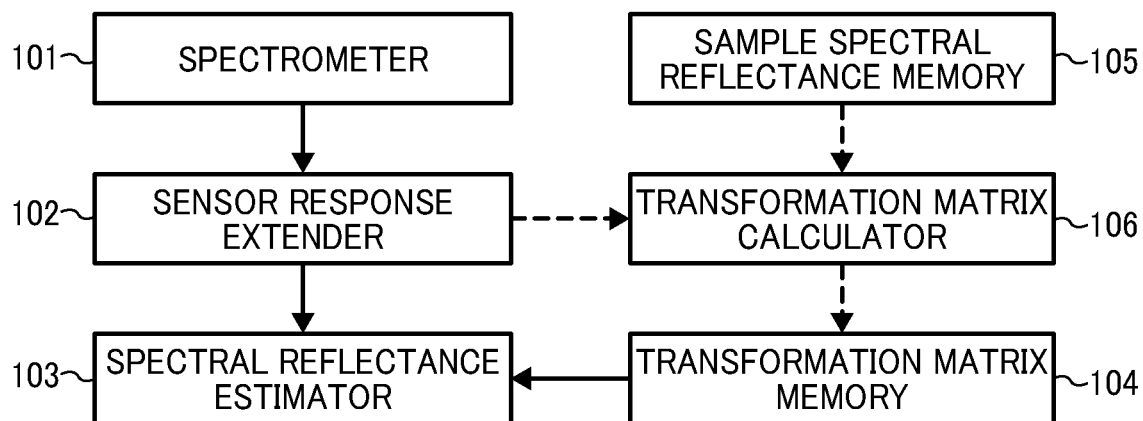 101
SPECTROMETER
SAMPLE SPECTRAL
REFLECTANCE MEMORY
105
102
SENSOR RESPONSE
EXTENDER
TRANSFORMATION MATRIX
CALCULATOR
106
103
SPECTRAL REFLECTANCE
ESTIMATOR
TRANSFORMATION MATRIX
MEMORY
104